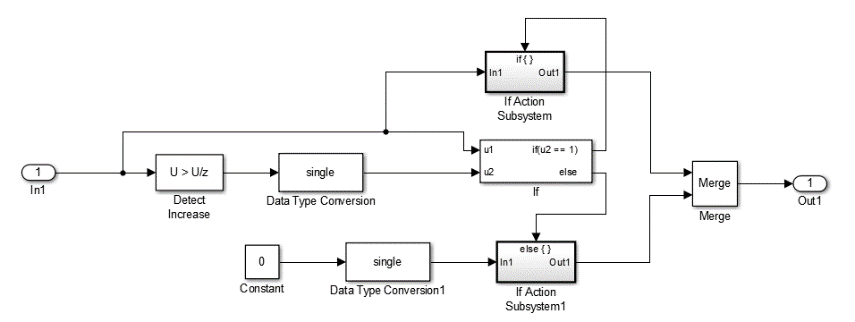 if { }
In1 Out1
If Action
Subsystem
1
In1
U > U/z
Detect
Increase
single
Data Type Conversion
u1 if(u2 == 1)
u2 else
If
Merge
Merge
1
Out1
0
Constant
single
Data Type Conversion1
else { }
In1 Out1
If Action
Subsystem1